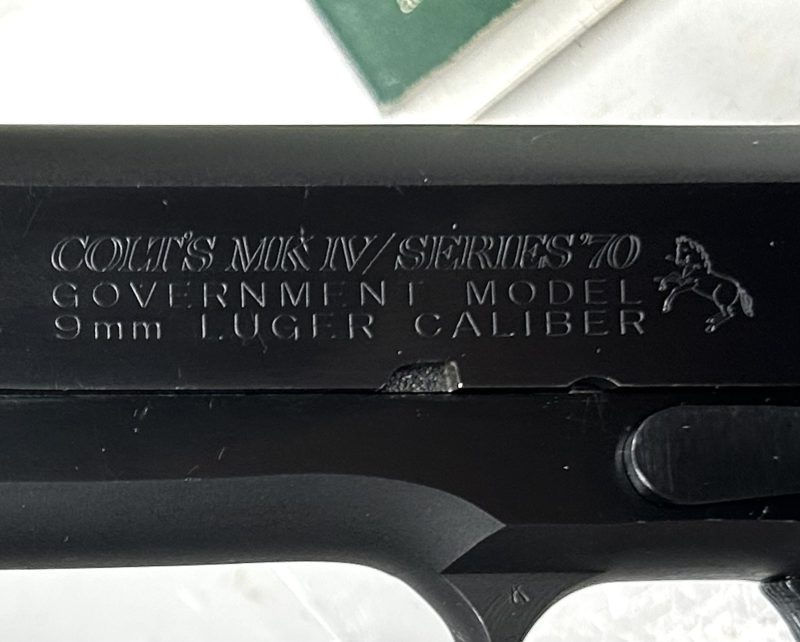 COLT'S MK IV/SERIES'70
GOVERNMENT MODEL
9mm LUGER CALIBER
K